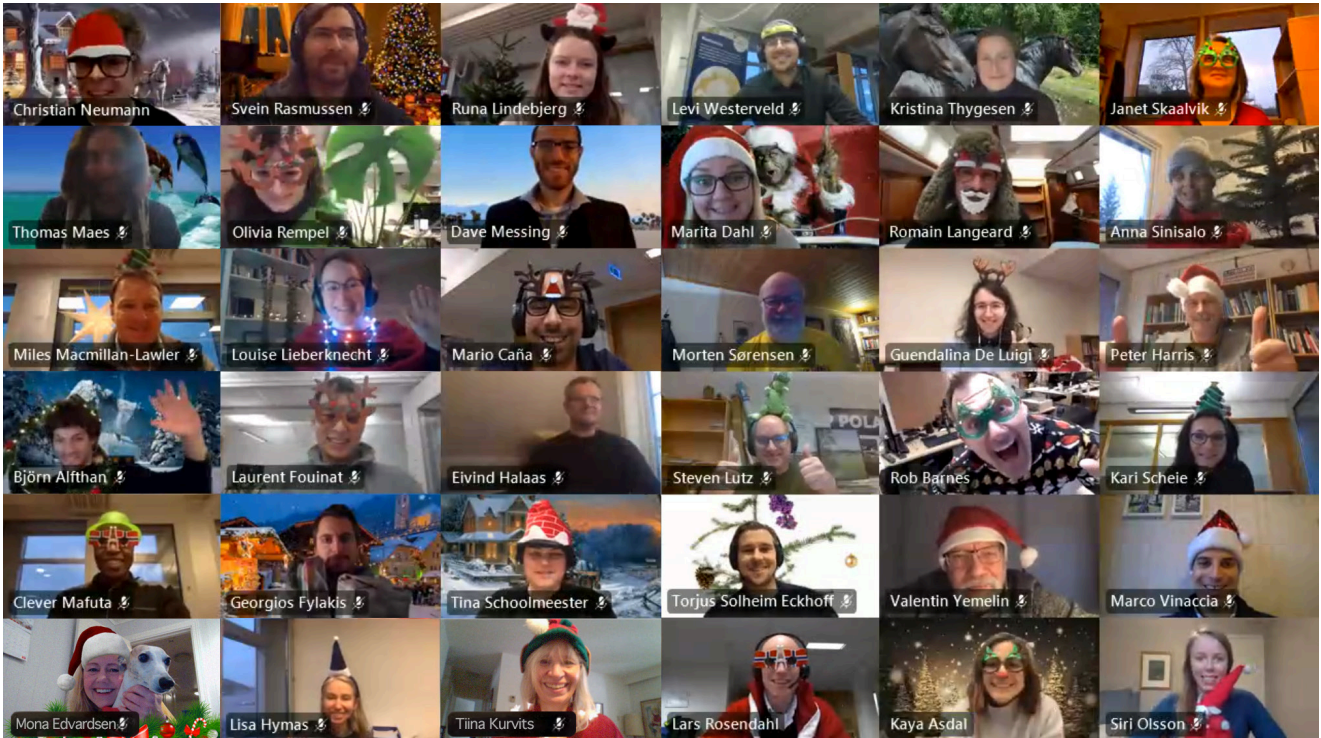 Christian Neumann
Svein Rasmussen
Runa Lindebjerg
Levi Westerveld
Kristina Thygesen
Janet Skaalvik
Thomas Maes
Olivia Rempel
Dave Messing
Marita Dahl
Romain Langeard
Anna Sinisalo
Miles Macmillan-Lawler
Louise Lieberknecht
Mario Caña
Morten Sørensen
Guendalina De Luigi
Peter Harris
Björn Alfthan
Laurent Fouinat
Eivind Halaas
POLA
Steven Lutz
Rob Barnes
Kari Scheie
Clever Mafuta
Georgios Fylakis
Tina Schoolmeester
Torjus Solheim Eckhoff
Valentin Yemelin
Marco Vinaccia
Mona Edvardsen
Lisa Hymas
Tiina Kurvits
Lars Rosendahl
Kaya Asdal
Siri Olsson